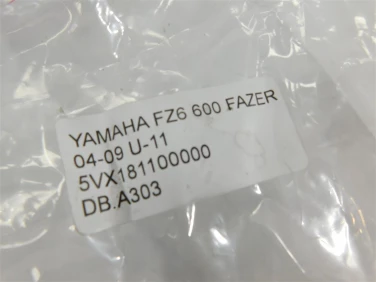 YAMAHA FZ6 600 FAZER
04-09 U-11
5VX181100000
DB.A303